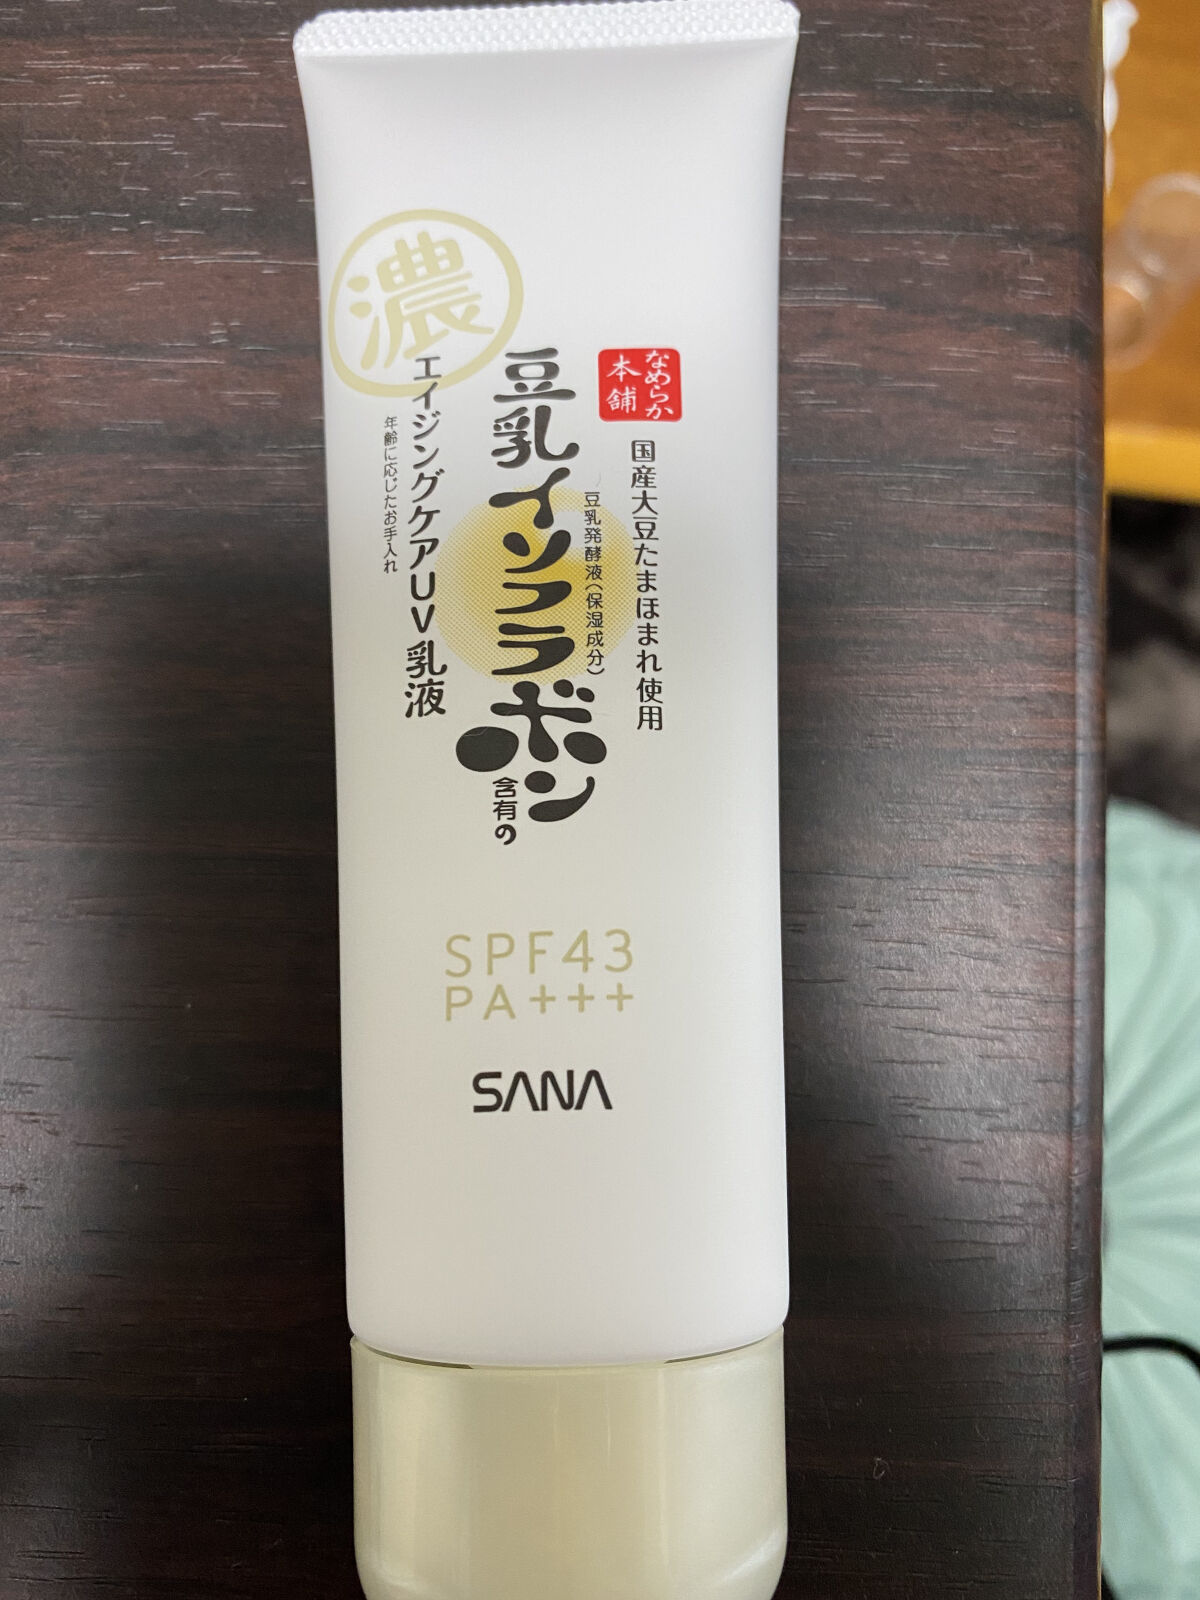 濃
なめらか
本舗
国産大豆たまほまれ使用
豆乳発酵液(保湿成分)
豆乳イソフラボン
含有の
エイジングケアUV乳液
年齢に応じたお手入れ
SPF43
PA+++
SANA